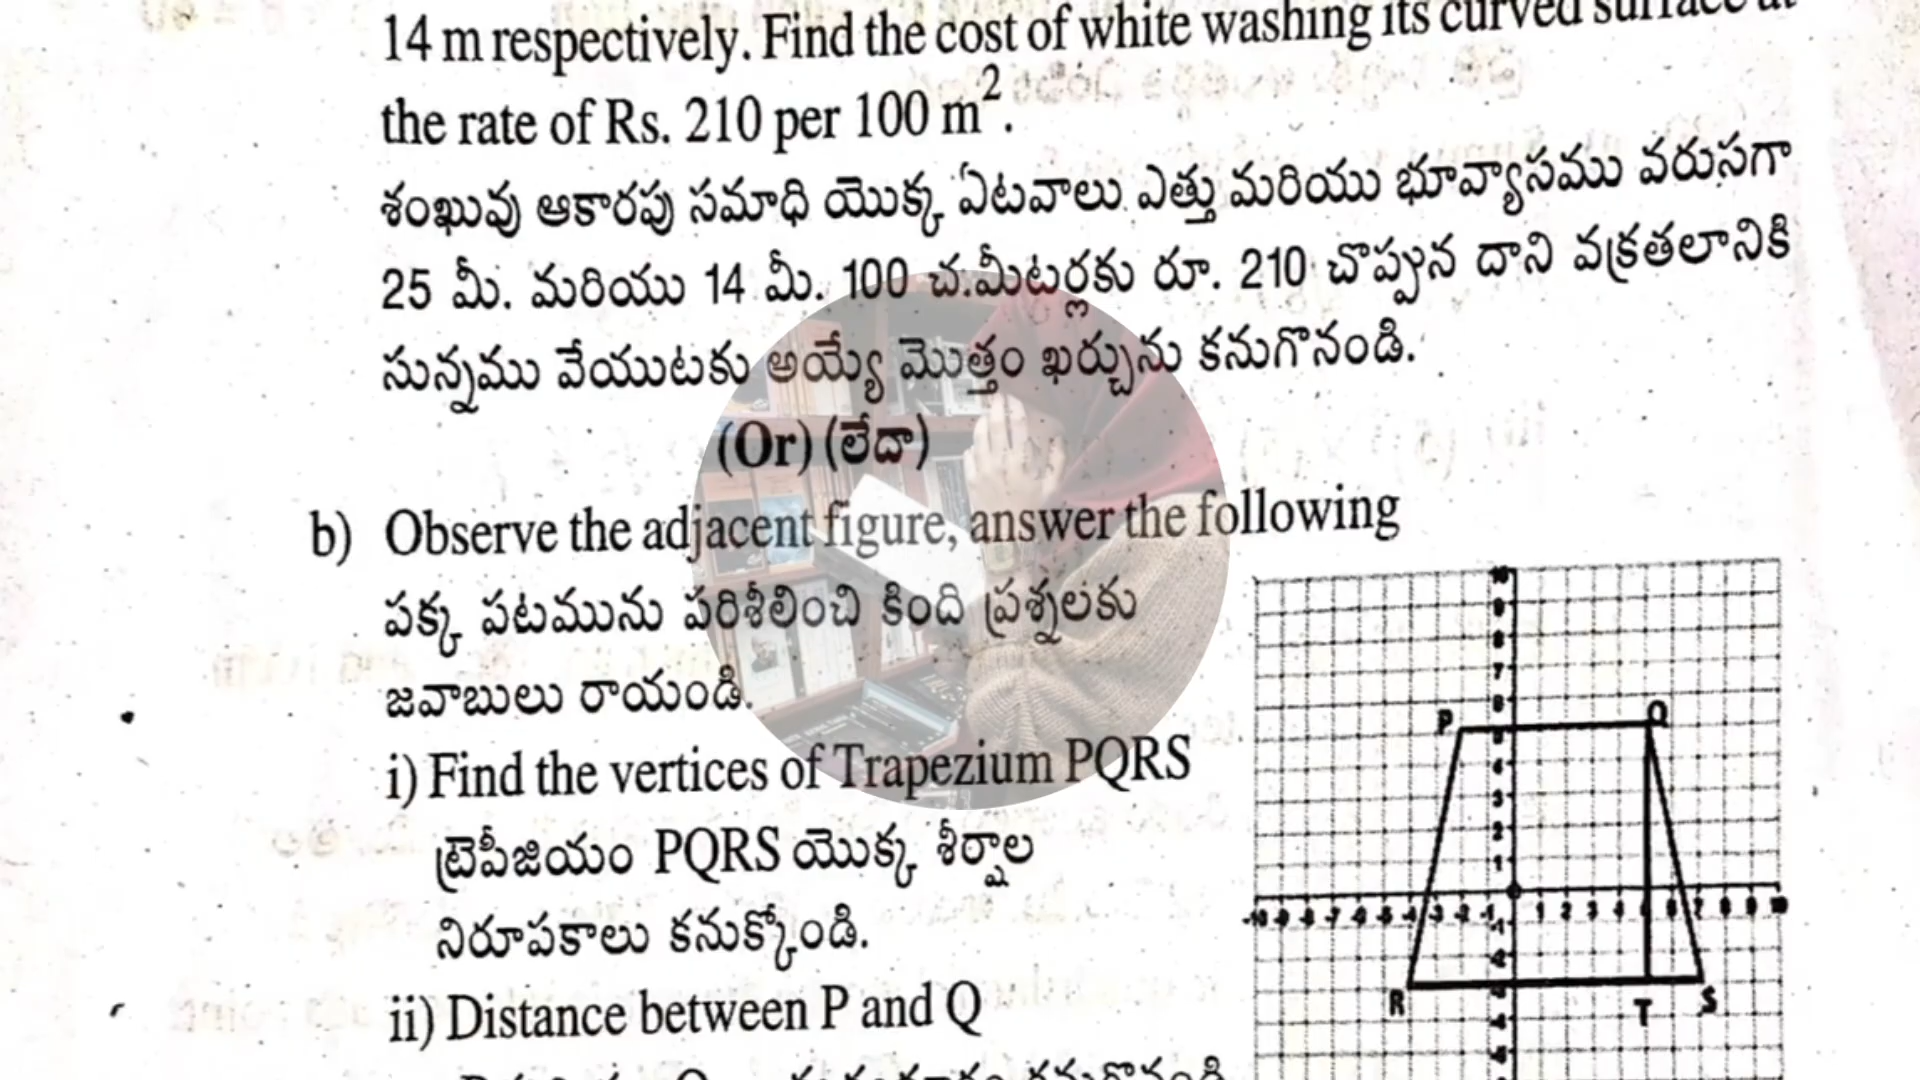 14 m respectively. Find the cost of white washing its curved surface at
the rate of Rs. 210 per 100 m².
శంఖువు ఆకారపు సమాధి యొక్క ఏటవాలు ఎత్తు మరియు భూవ్యాసము వరుసగా
25 మీ. మరియు 14 మీ. 100 చ.మీటర్లకు రూ. 210 చొప్పున దాని వక్రతలానికి
సున్నము వేయుటకు అయ్యే మొత్తం ఖర్చును కనుగొనండి.
(Or) (లేదా)
b) Observe the adjacent figure, answer the following
పక్క పటమును పరిశీలించి కింది ప్రశ్నలకు
జవాబులు రాయండి.
i) Find the vertices of Trapezium PQRS
ట్రెపీజియం PQRS యొక్క శీర్షాల
నిరూపకాలు కనుక్కోండి.
ii) Distance between P and Q
P Q
R T S